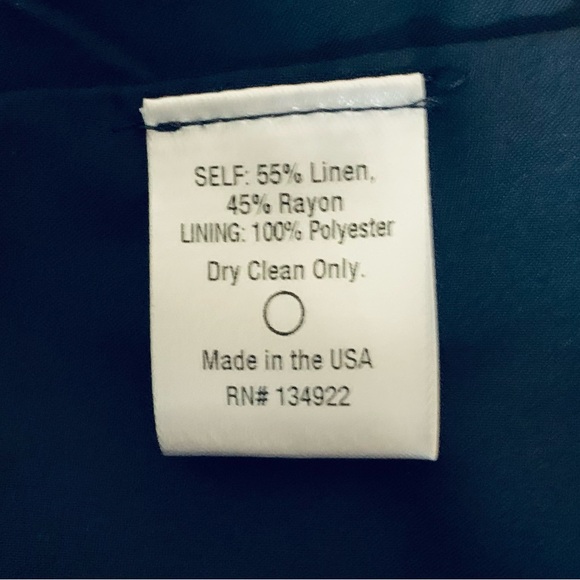 SELF: 55% Linen,
45% Rayon
LINING: 100% Polyester
Dry Clean Only.
Made in the USA
RN# 134922